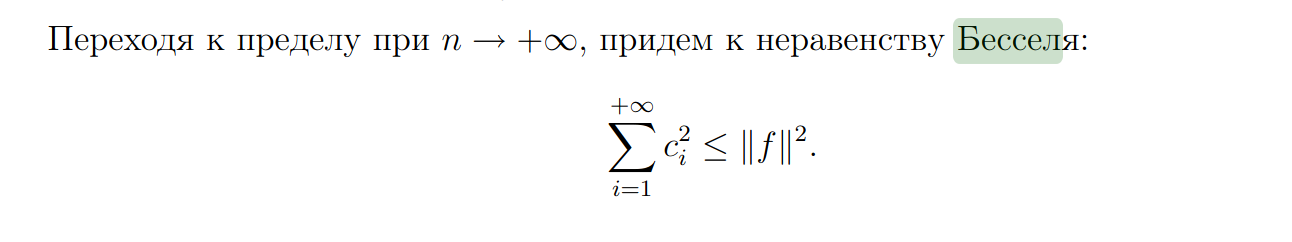 Переходя к пределу при n → +∞, придем к неравенству Бесселя:
+∞
∑ c_i^2 ≤ ‖f‖^2.
i=1